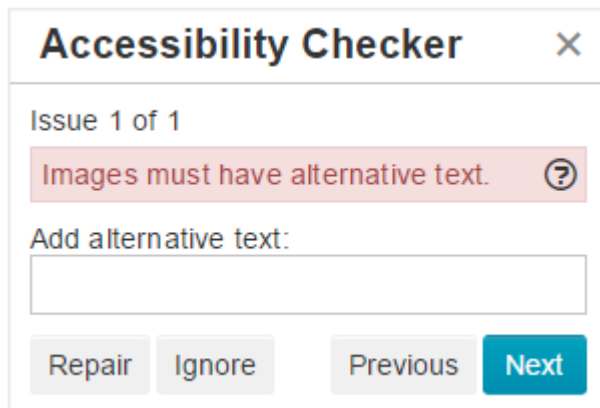 Accessibility Checker ×
Issue 1 of 1
Images must have alternative text. ?
Add alternative text:
Repair Ignore Previous Next